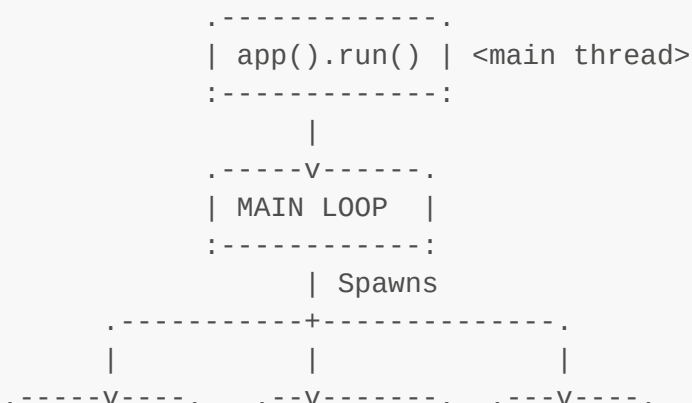 .-------------.
| app().run() | <main thread>
:-------------:
|
.-----v------.
| MAIN LOOP  |
:------------:
| Spawns
.-----------+--------------.
|           |              |
.-----v----.   .--v-------.  .---v----.